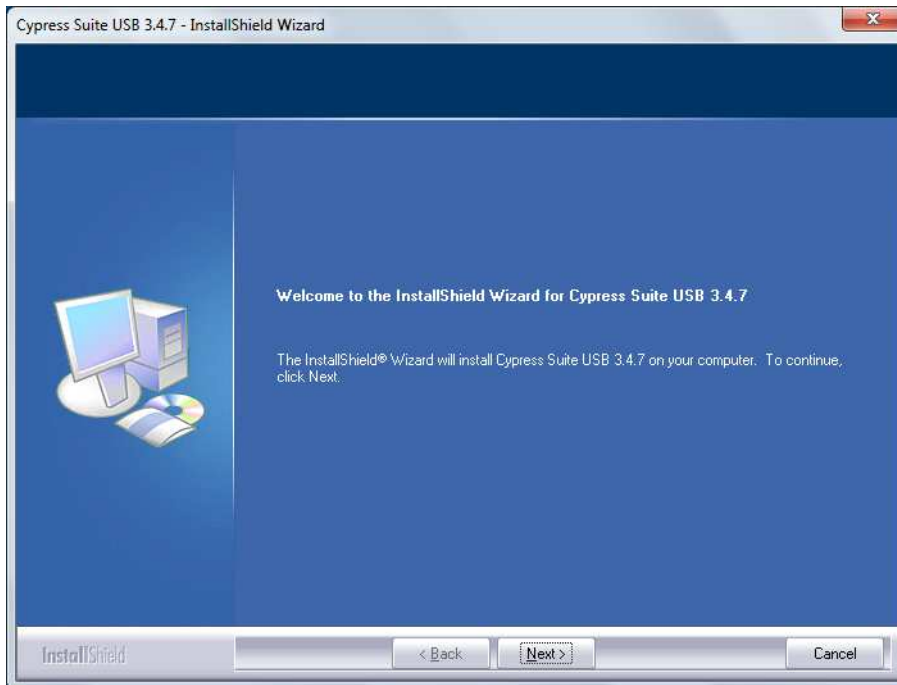 Cypress Suite USB 3.4.7 - InstallShield Wizard
Welcome to the InstallShield Wizard for Cypress Suite USB 3.4.7
The InstallShield® Wizard will install Cypress Suite USB 3.4.7 on your computer.  To continue,
click Next.
InstallShield
< Back
Next >
Cancel